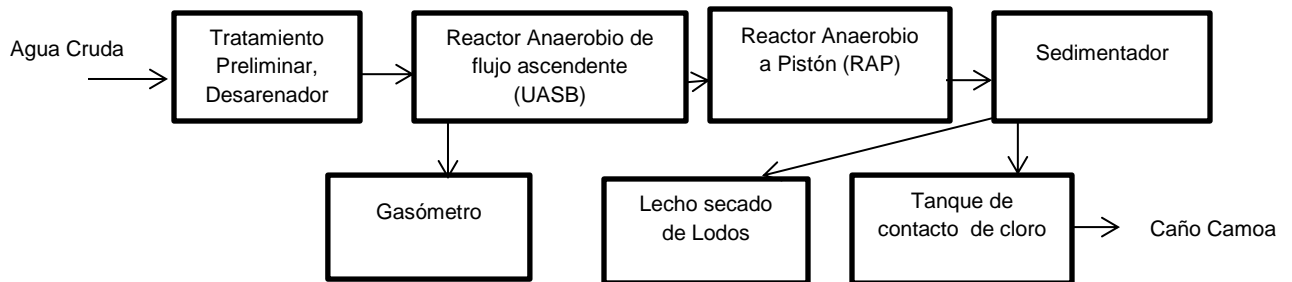 Agua Cruda
Tratamiento
Preliminar,
Desarenador
Reactor Anaerobio de
flujo ascendente
(UASB)
Reactor Anaerobio
a Pistón (RAP)
Sedimentador
Gasómetro
Lecho secado
de Lodos
Tanque de
contacto de cloro
Caño Camoa